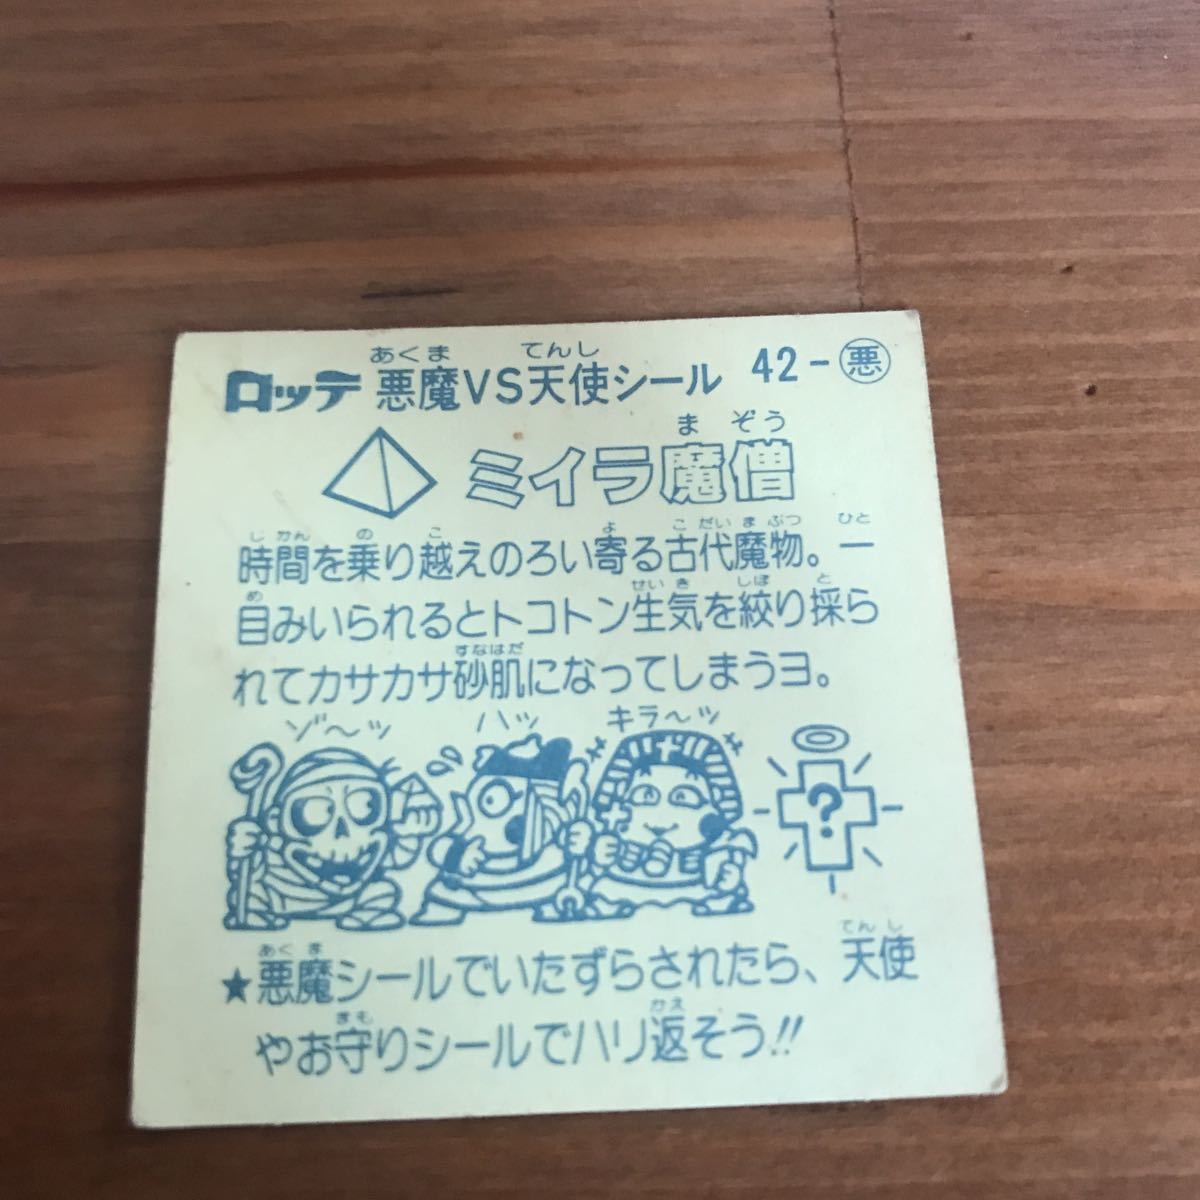 あくま てんし
ロッテ 悪魔VS天使シール 42-悪
まぞう
ミイラ魔僧
じかん の こ よ こだいまぶつ ひと
時間を乗り越えのろい寄る古代魔物。一
め せいき しぼ と
目みいられるとトコトン生気を絞り採ら
すなはだ
れてカサカサ砂肌になってしまうヨ。
ゾ〜ッ ハッ キラ〜ッ
?
あくま てんし
★悪魔シールでいたずらされたら、天使
まも かえ
やお守りシールでハリ返そう!!